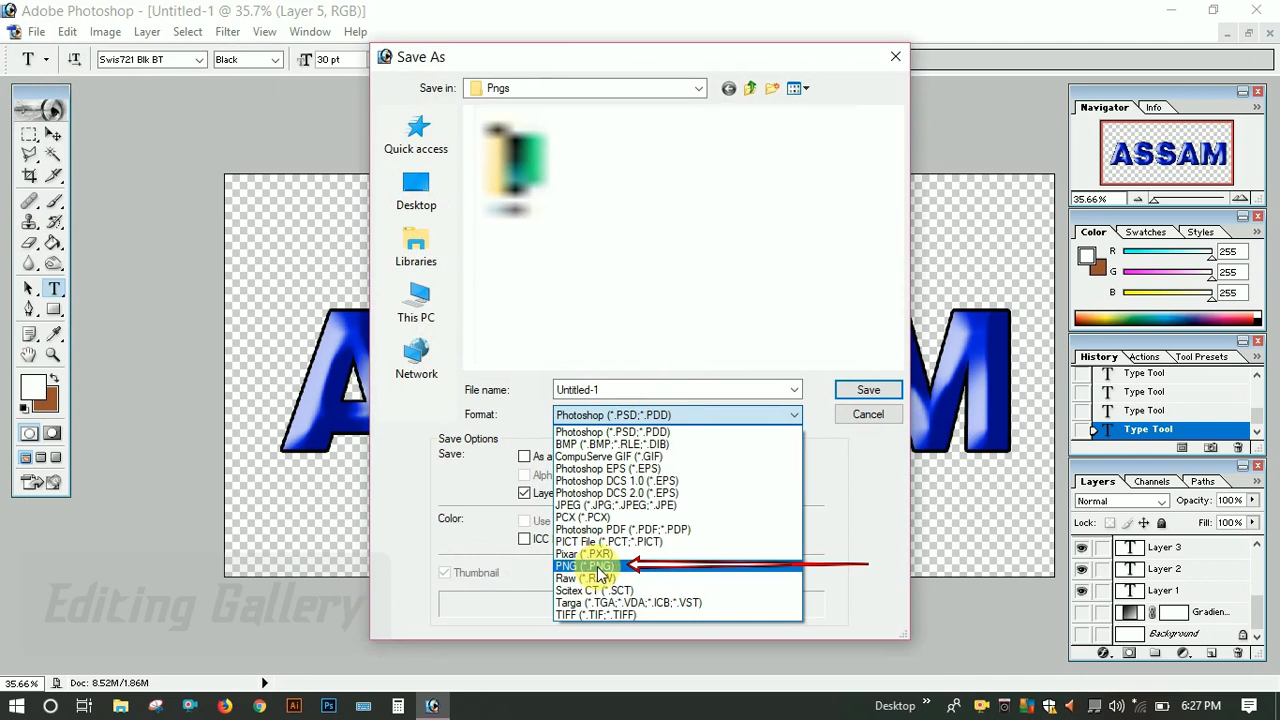 Adobe Photoshop - [Untitled-1 @ 35.7% (Layer 5, RGB)]
File Edit Image Layer Select Filter View Window Help
T Swis721 Blk BT Black 30 pt
Save As
Save in: Pngs
Quick access
Desktop
Libraries
This PC
Network
File name: Untitled-1 Save
Format: Photoshop (*.PSD;*.PDD) Cancel
Photoshop (*.PSD;*.PDD)
BMP (*.BMP;*.RLE;*.DIB)
CompuServe GIF (*.GIF)
Photoshop EPS (*.EPS)
Photoshop DCS 1.0 (*.EPS)
Photoshop DCS 2.0 (*.EPS)
JPEG (*.JPG;*.JPEG;*.JPE)
PCX (*.PCX)
Photoshop PDF (*.PDF;*.PDP)
PICT File (*.PCT;*.PICT)
Pixar (*.PXR)
PNG (*.PNG)
Raw (*.RAW)
Scitex CT (*.SCT)
Targa (*.TGA;*.VDA;*.ICB;*.VST)
TIFF (*.TIF;*.TIFF)
Save Options
Save: As a
Alph
Laye
Color: Use
ICC
Thumbnail
A M
Editing Gallery
Navigator Info
ASSAM
35.66%
Color Swatches Styles
R 255
G 255
B 255
History Actions Tool Presets
T Type Tool
T Type Tool
T Type Tool
T Type Tool
Layers Channels Paths
Normal Opacity: 100%
Lock: Fill: 100%
T Layer 3
T Layer 2
T Layer 1
Gradien...
Background
35.66% Doc: 8.52M/1.86M
Ai Ps Desktop 6:27 PM